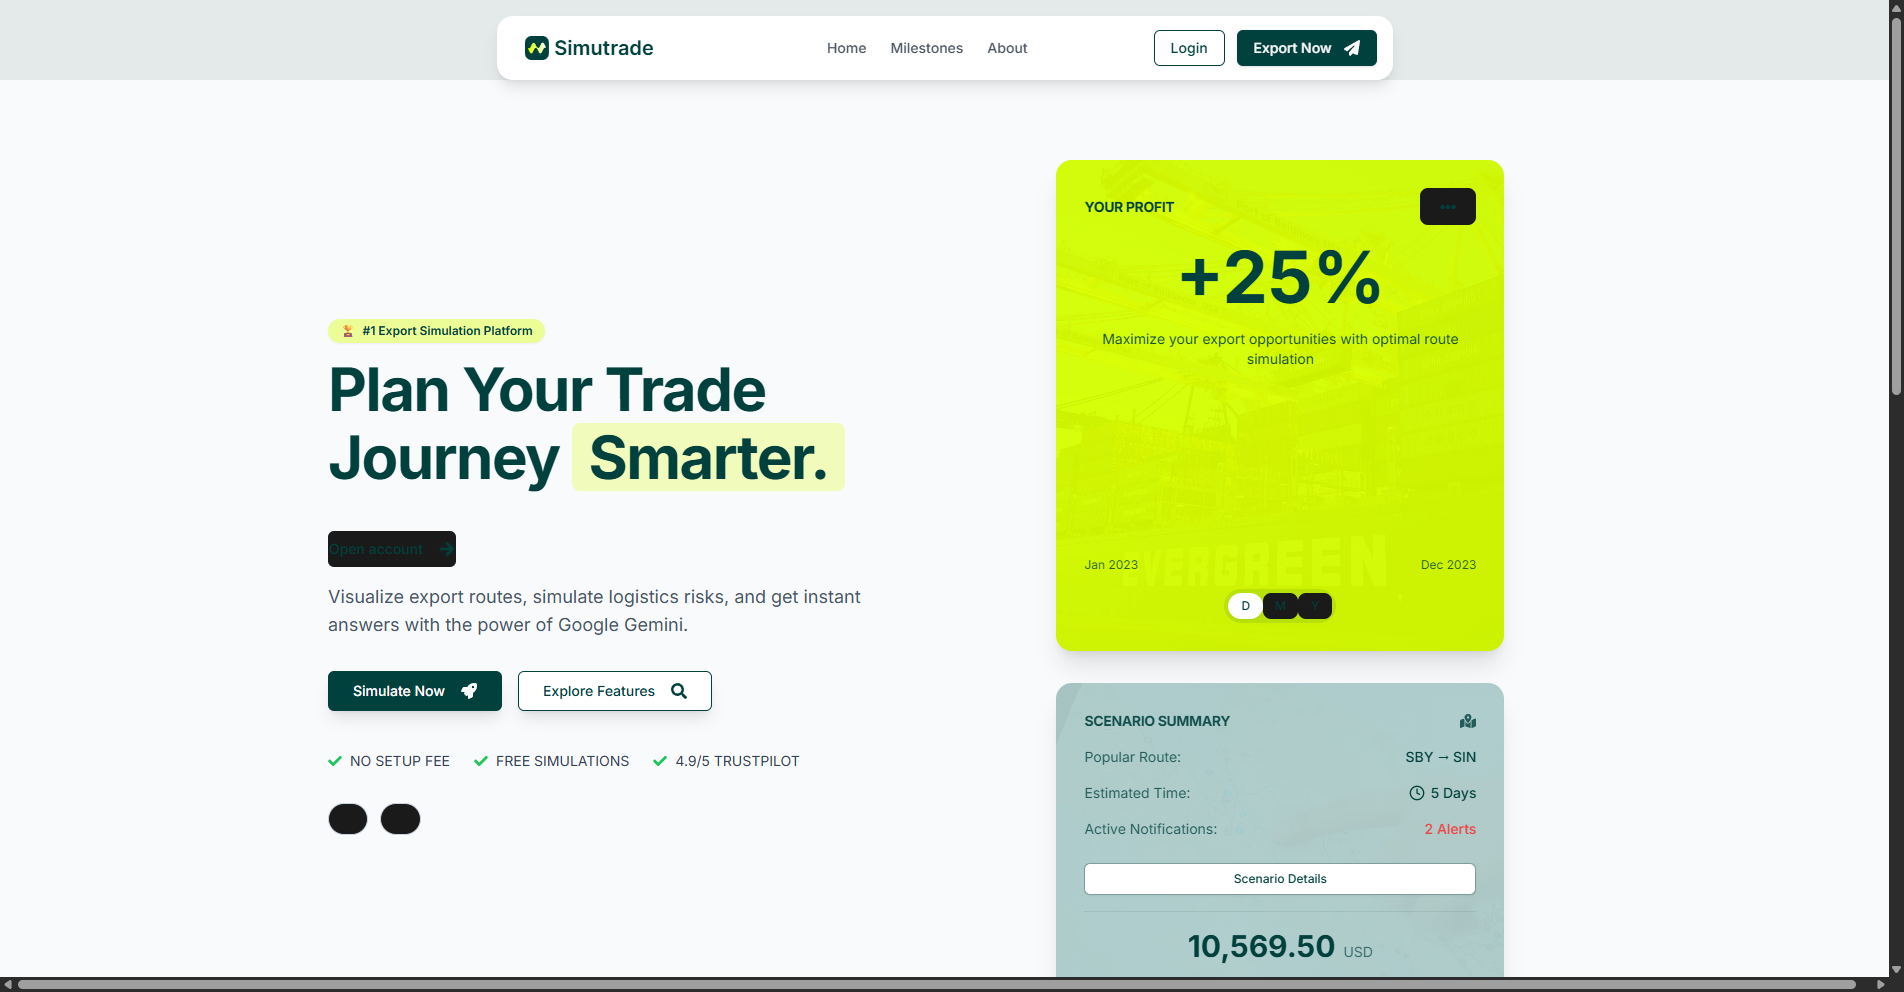 Simutrade
Home
Milestones
About
Login
Export Now
#1 Export Simulation Platform
Plan Your Trade
Journey Smarter.
Open account
Visualize export routes, simulate logistics risks, and get instant
answers with the power of Google Gemini.
Simulate Now
Explore Features
NO SETUP FEE
FREE SIMULATIONS
4.9/5 TRUSTPILOT
YOUR PROFIT
+25%
Maximize your export opportunities with optimal route
simulation
EVERGREEN
Jan 2023
Dec 2023
D
M
Y
SCENARIO SUMMARY
Popular Route:
SBY → SIN
Estimated Time:
5 Days
Active Notifications:
2 Alerts
Scenario Details
10,569.50 USD